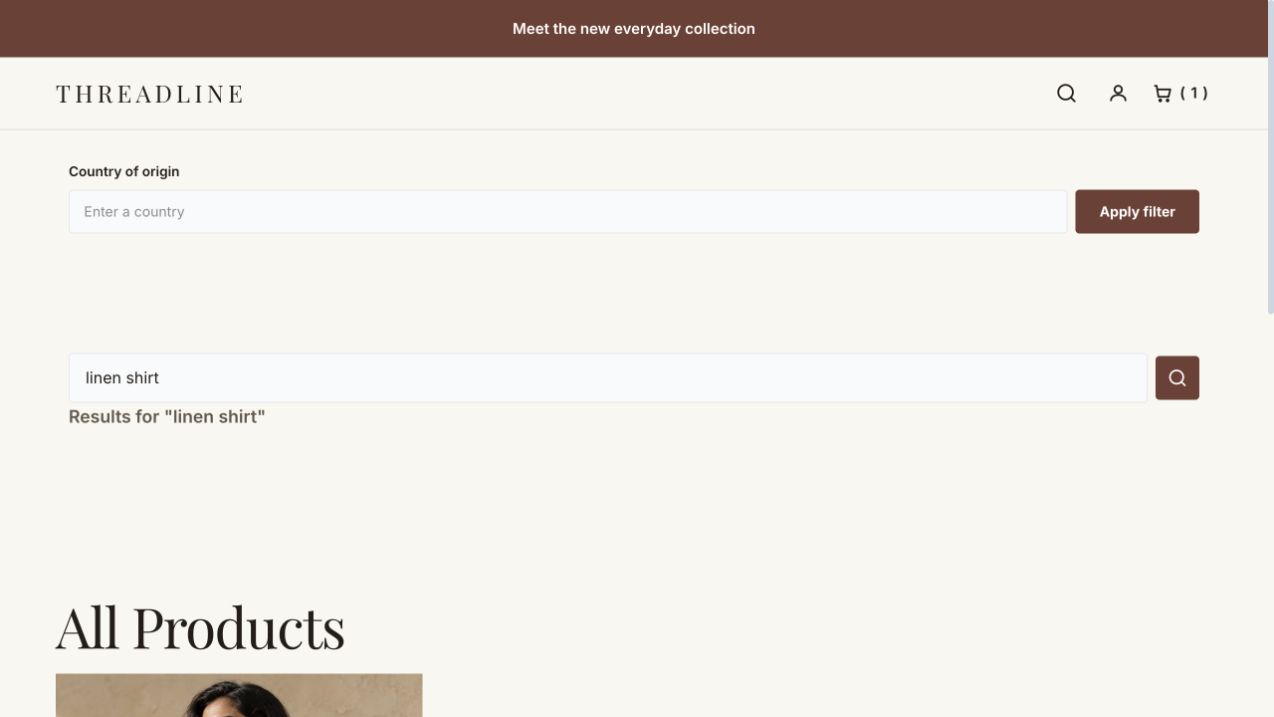 Meet the new everyday collection
THREADLINE
( 1 )
Country of origin
Enter a country
Apply filter
linen shirt
Results for "linen shirt"
All Products